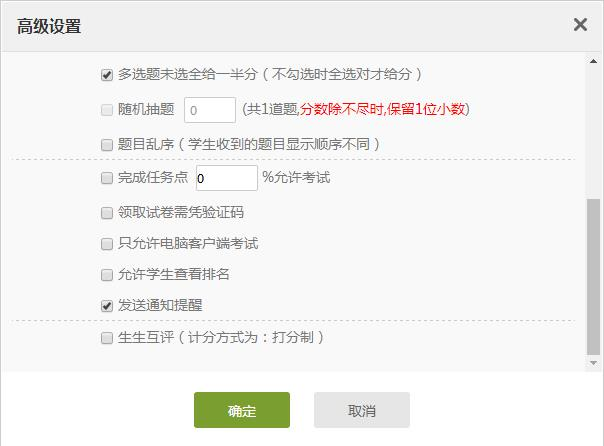 高级设置
多选题未选全给一半分（不勾选时全选对才给分）
随机抽题 0 (共1道题,分数除不尽时,保留1位小数)
题目乱序（学生收到的题目显示顺序不同）
完成任务点 0 %允许考试
领取试卷需凭验证码
只允许电脑客户端考试
允许学生查看排名
发送通知提醒
生生互评（计分方式为：打分制）
确定 取消